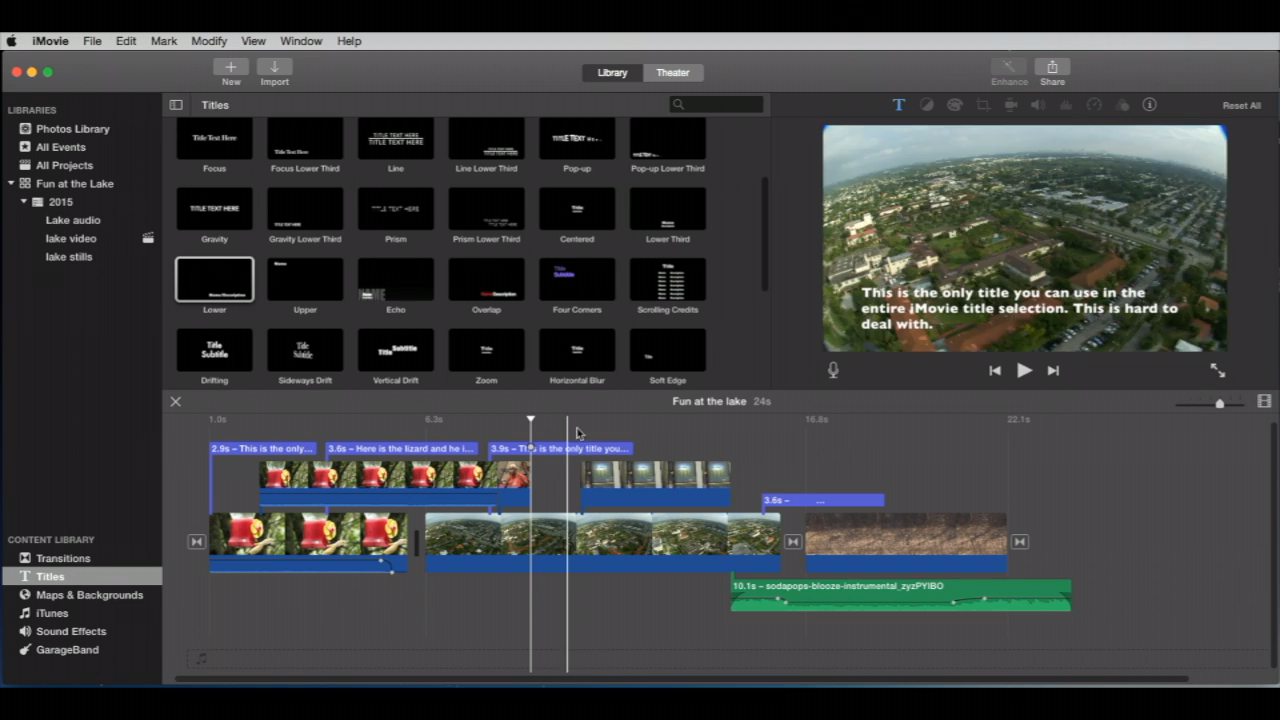 iMovie File Edit Mark Modify View Window Help
New Import Library Theater Enhance Share
LIBRARIES
Photos Library
All Events
All Projects
Fun at the Lake
2015
Lake audio
lake video
lake stills
CONTENT LIBRARY
Transitions
Titles
Maps & Backgrounds
iTunes
Sound Effects
GarageBand
Titles
Reset All
Title Text Here
Title Text Here
TITLE TEXT HERE
TITLE TEXT HERE
Focus Focus Lower Third Line Line Lower Third Pop-up Pop-up Lower Third
TITLE TEXT HERE
Title
Gravity Gravity Lower Third Prism Prism Lower Third Centered Lower Third
Name
Title
Subtitle
Title
Lower Upper Echo Overlap Four Corners Scrolling Credits
Title
Subtitle
Title
Subtitle
Title Subtitle
Title
Title
Drifting Sideways Drift Vertical Drift Zoom Horizontal Blur Soft Edge
This is the only title you can use in the
entire iMovie title selection. This is hard to
deal with.
Fun at the lake 24s
1.0s 6.3s 16.8s 22.1s
2.9s – This is the only... 3.6s – Here is the lizard and he i... 3.9s – This is the only title you...
3.6s – ...
10.1s – sodapops-blooze-instrumental_zyzPYIBO